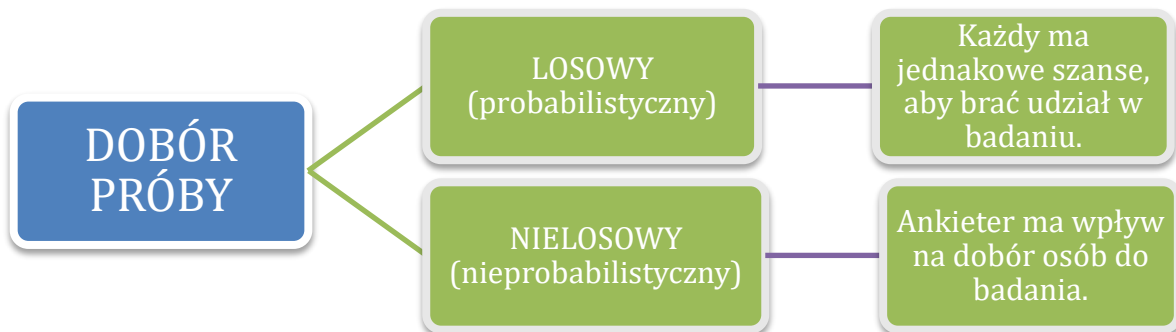 DOBÓR
PRÓBY
LOSOWY
(probabilistyczny)
Każdy ma
jednakowe szanse,
aby brać udział w
badaniu.
NIELOSOWY
(nieprobabilistyczny)
Ankieter ma wpływ
na dobór osób do
badania.